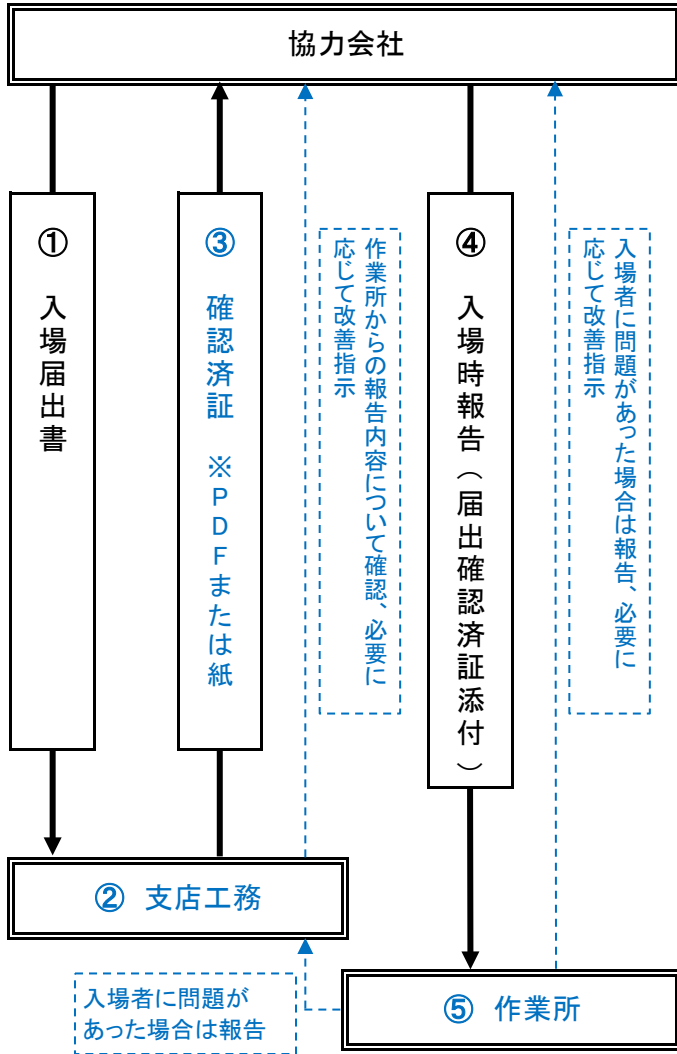 協力会社
① 入場届出書
③ 確認済証 ※PDFまたは紙
作業所からの報告内容について確認、必要に
応じて改善指示
④ 入場時報告(届出確認済証添付)
入場者に問題があった場合は報告、必要に
応じて改善指示
② 支店工務
入場者に問題が
あった場合は報告
⑤ 作業所